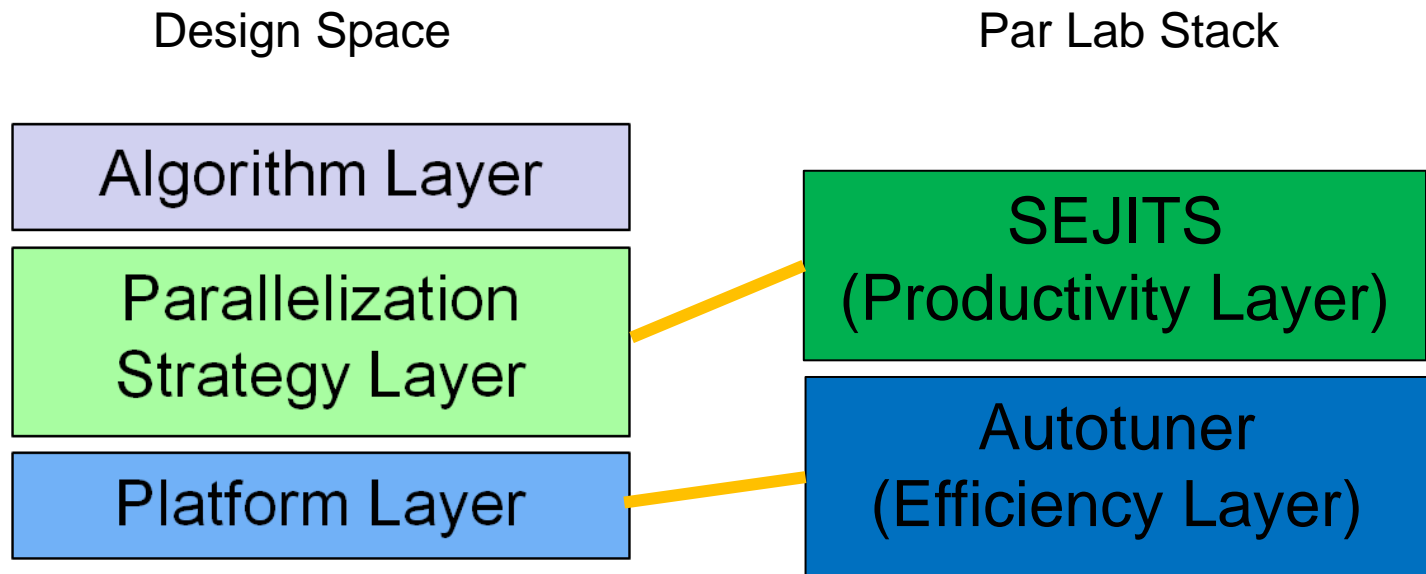 Design Space
Par Lab Stack
Algorithm Layer
Parallelization
Strategy Layer
Platform Layer
SEJITS
(Productivity Layer)
Autotuner
(Efficiency Layer)